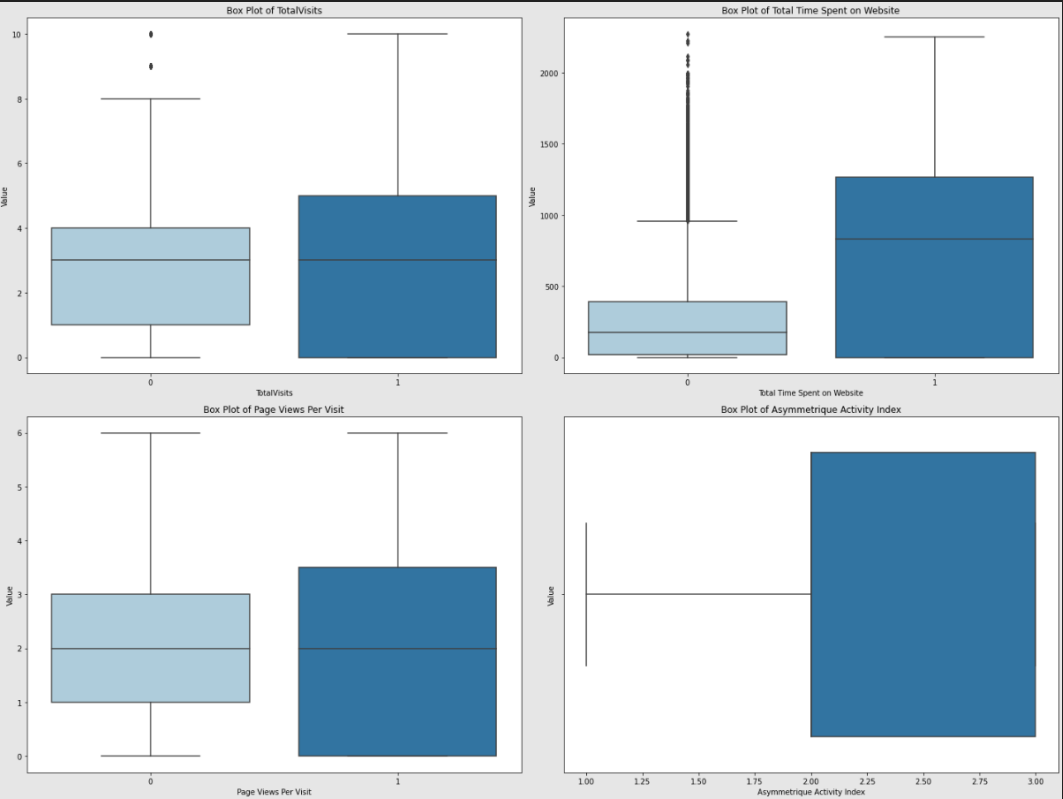 Box Plot of TotalVisits
Value
10
8
6
4
2
0
0 1
TotalVisits
Box Plot of Total Time Spent on Website
Value
2000
1500
1000
500
0
0 1
Total Time Spent on Website
Box Plot of Page Views Per Visit
Value
6
5
4
3
2
1
0
0 1
Page Views Per Visit
Box Plot of Asymmetrique Activity Index
Value
1.00 1.25 1.50 1.75 2.00 2.25 2.50 2.75 3.00
Asymmetrique Activity Index